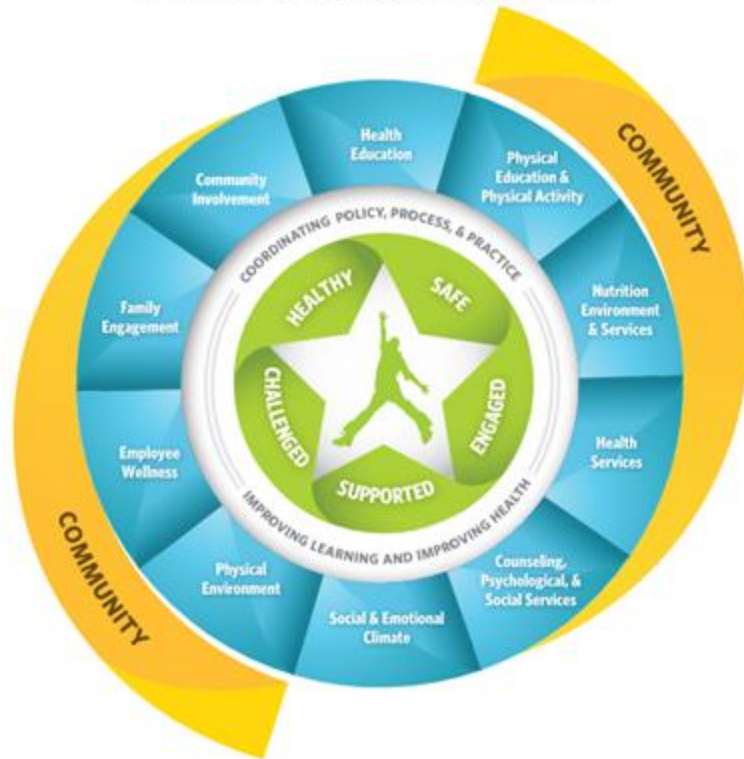 COMMUNITY
Health
Education
Physical
Education &
Physical Activity
Nutrition
Environment
& Services
Health
Services
Counseling,
Psychological, &
Social Services
Social & Emotional
Climate
Physical
Environment
Employee
Wellness
Family
Engagement
Community
Involvement
COORDINATING POLICY, PROCESS, & PRACTICE
IMPROVING LEARNING AND IMPROVING HEALTH
HEALTHY
SAFE
ENGAGED
SUPPORTED
CHALLENGED
COMMUNITY